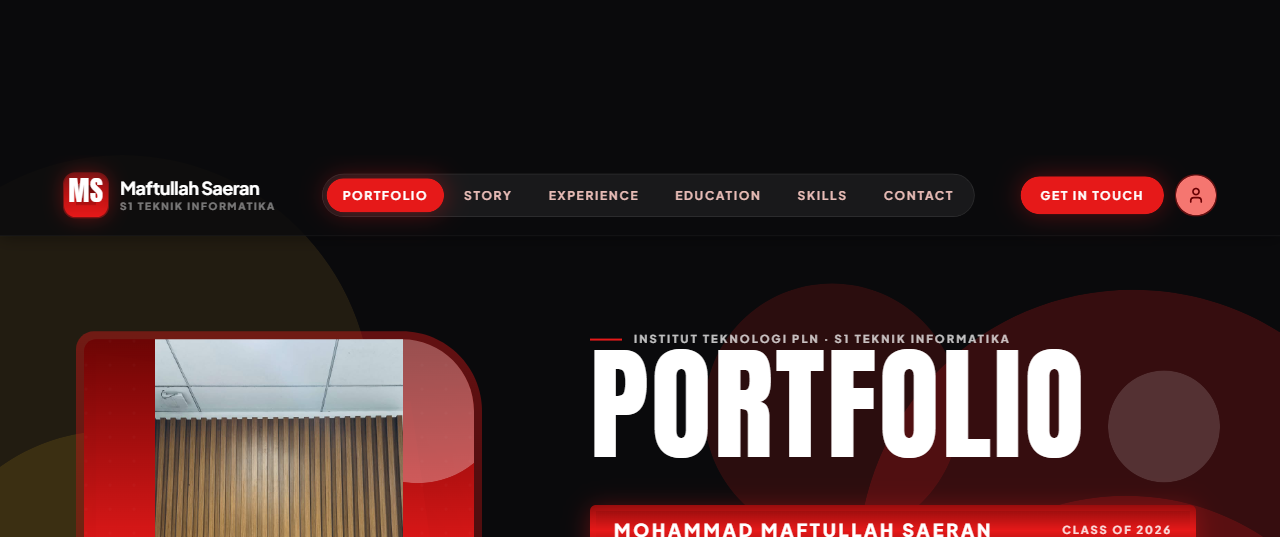 MS
Maftullah Saeran
S1 TEKNIK INFORMATIKA
PORTFOLIO STORY EXPERIENCE EDUCATION SKILLS CONTACT
GET IN TOUCH
INSTITUT TEKNOLOGI PLN · S1 TEKNIK INFORMATIKA
PORTFOLIO
MOHAMMAD MAFTULLAH SAERAN
CLASS OF 2026